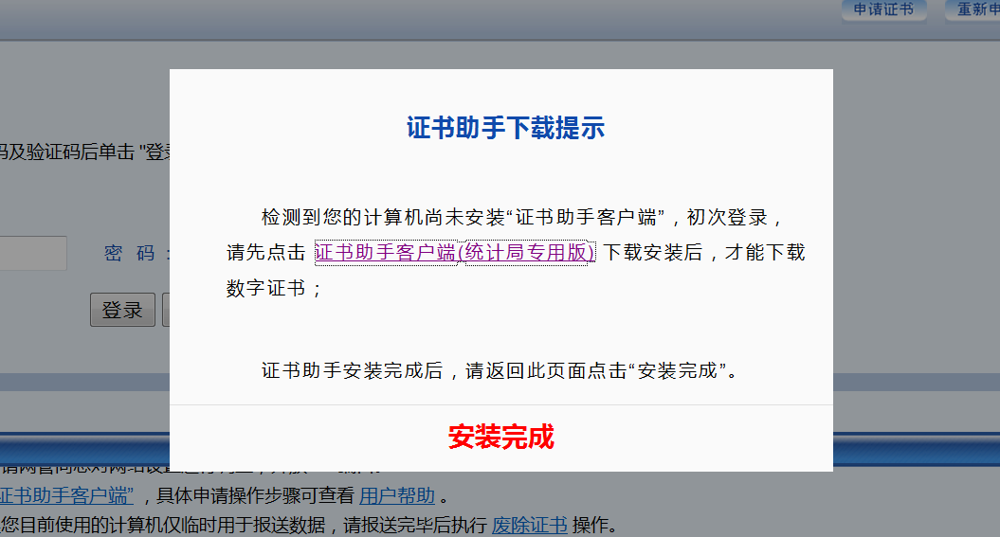 申请证书 重新申
证书助手下载提示
码及验证码后单击 "登录
检测到您的计算机尚未安装“证书助手客户端”，初次登录，
密 码：
请先点击 证书助手客户端(统计局专用版) 下载安装后，才能下载
数字证书；
登录
证书助手安装完成后，请返回此页面点击“安装完成”。
安装完成
证书助手客户端”，具体申请操作步骤可查看 用户帮助 。
您目前使用的计算机仅临时用于报送数据，请报送完毕后执行 废除证书 操作。